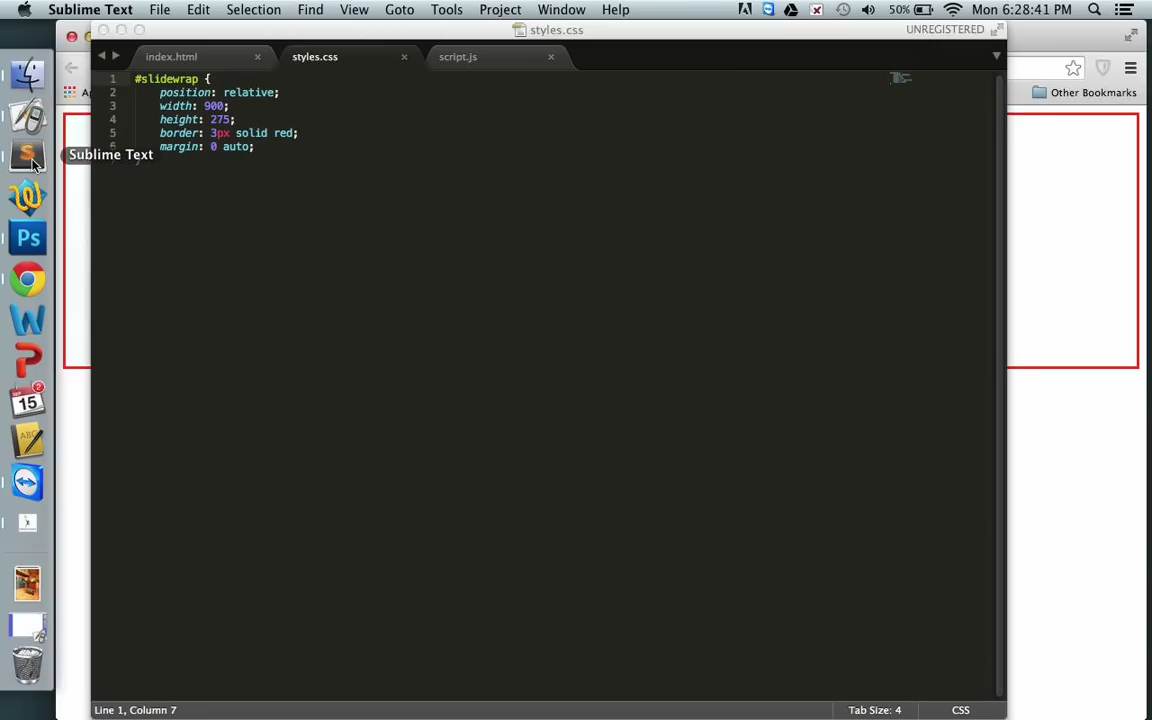 Sublime Text File Edit Selection Find View Goto Tools Project Window Help 50% Mon 6:28:41 PM
styles.css UNREGISTERED
index.html styles.css script.js
Other Bookmarks
1 #slidewrap {
2 position: relative;
3 width: 900;
4 height: 275;
5 border: 3px solid red;
margin: 0 auto;
Sublime Text
Ps
2
15
Line 1, Column 7 Tab Size: 4 CSS